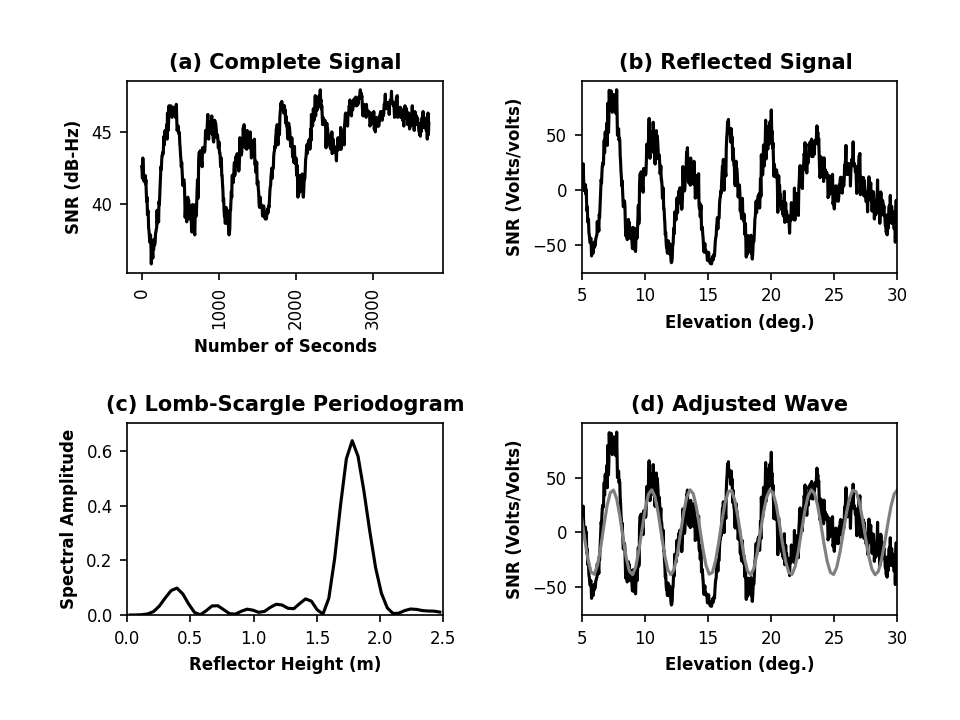 (a) Complete Signal
SNR (dB-Hz)
45
40
0
1000
2000
3000
Number of Seconds
(b) Reflected Signal
SNR (Volts/volts)
50
0
−50
5 10 15 20 25 30
Elevation (deg.)
(c) Lomb-Scargle Periodogram
Spectral Amplitude
0.6
0.4
0.2
0.0
0.0 0.5 1.0 1.5 2.0 2.5
Reflector Height (m)
(d) Adjusted Wave
SNR (Volts/Volts)
50
0
−50
5 10 15 20 25 30
Elevation (deg.)